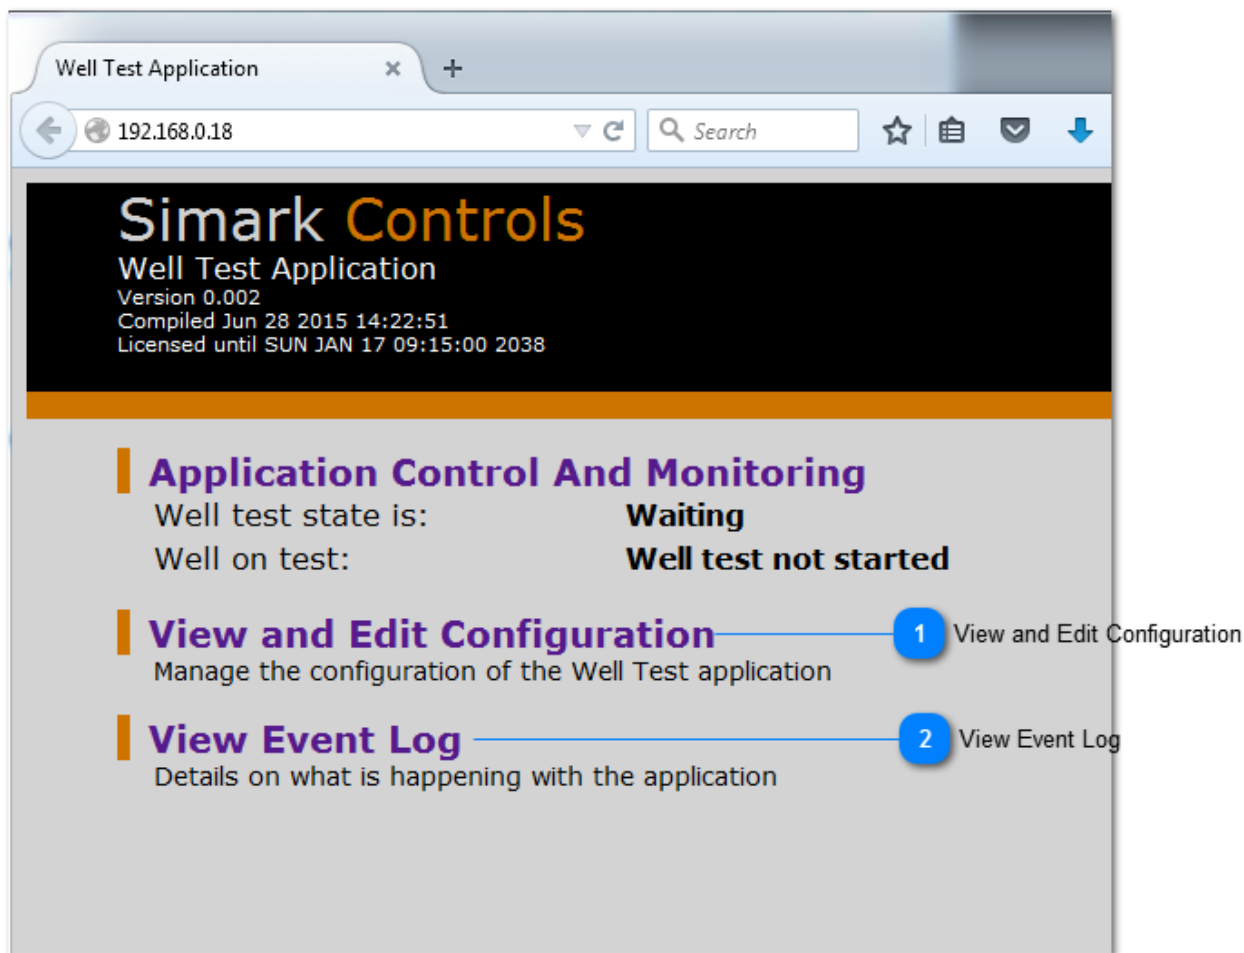 Well Test Application
192.168.0.18
Search
Simark Controls
Well Test Application
Version 0.002
Compiled Jun 28 2015 14:22:51
Licensed until SUN JAN 17 09:15:00 2038
Application Control And Monitoring
Well test state is: Waiting
Well on test: Well test not started
View and Edit Configuration 1 View and Edit Configuration
Manage the configuration of the Well Test application
View Event Log 2 View Event Log
Details on what is happening with the application